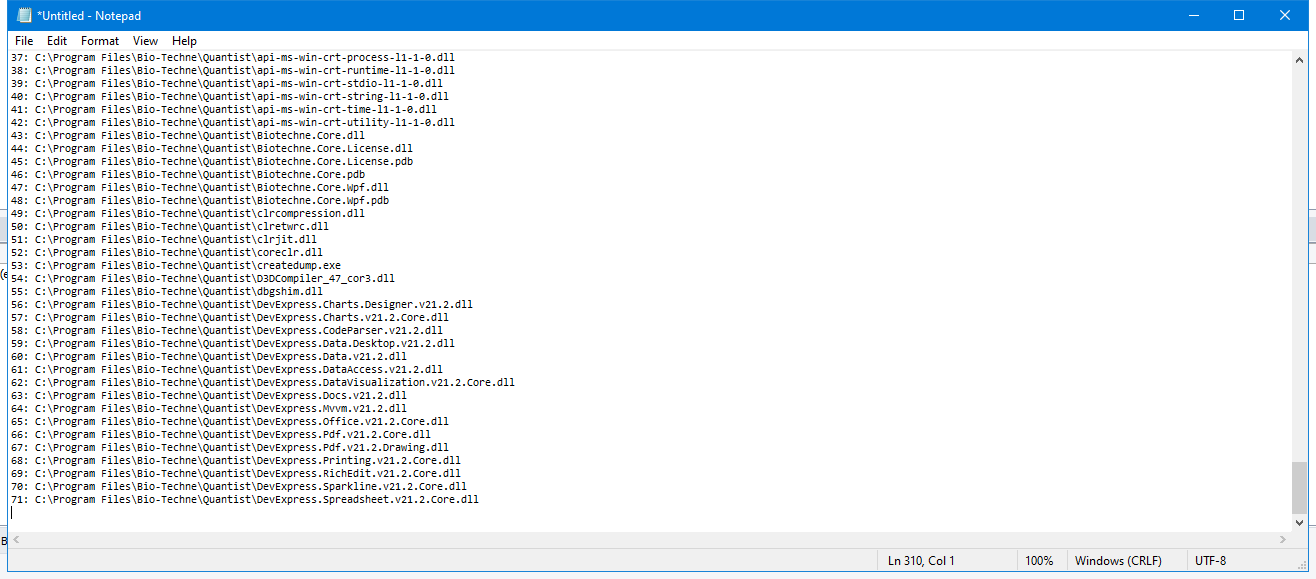 *Untitled - Notepad
File Edit Format View Help
37: C:\Program Files\Bio-Techne\Quantist\api-ms-win-crt-process-l1-1-0.dll
38: C:\Program Files\Bio-Techne\Quantist\api-ms-win-crt-runtime-l1-1-0.dll
39: C:\Program Files\Bio-Techne\Quantist\api-ms-win-crt-stdio-l1-1-0.dll
40: C:\Program Files\Bio-Techne\Quantist\api-ms-win-crt-string-l1-1-0.dll
41: C:\Program Files\Bio-Techne\Quantist\api-ms-win-crt-time-l1-1-0.dll
42: C:\Program Files\Bio-Techne\Quantist\api-ms-win-crt-utility-l1-1-0.dll
43: C:\Program Files\Bio-Techne\Quantist\Biotechne.Core.dll
44: C:\Program Files\Bio-Techne\Quantist\Biotechne.Core.License.dll
45: C:\Program Files\Bio-Techne\Quantist\Biotechne.Core.License.pdb
46: C:\Program Files\Bio-Techne\Quantist\Biotechne.Core.pdb
47: C:\Program Files\Bio-Techne\Quantist\Biotechne.Core.Wpf.dll
48: C:\Program Files\Bio-Techne\Quantist\Biotechne.Core.Wpf.pdb
49: C:\Program Files\Bio-Techne\Quantist\clrcompression.dll
50: C:\Program Files\Bio-Techne\Quantist\clretwrc.dll
51: C:\Program Files\Bio-Techne\Quantist\clrjit.dll
52: C:\Program Files\Bio-Techne\Quantist\coreclr.dll
53: C:\Program Files\Bio-Techne\Quantist\createdump.exe
54: C:\Program Files\Bio-Techne\Quantist\D3DCompiler_47_cor3.dll
55: C:\Program Files\Bio-Techne\Quantist\dbgshim.dll
56: C:\Program Files\Bio-Techne\Quantist\DevExpress.Charts.Designer.v21.2.dll
57: C:\Program Files\Bio-Techne\Quantist\DevExpress.Charts.v21.2.Core.dll
58: C:\Program Files\Bio-Techne\Quantist\DevExpress.CodeParser.v21.2.dll
59: C:\Program Files\Bio-Techne\Quantist\DevExpress.Data.Desktop.v21.2.dll
60: C:\Program Files\Bio-Techne\Quantist\DevExpress.Data.v21.2.dll
61: C:\Program Files\Bio-Techne\Quantist\DevExpress.DataAccess.v21.2.dll
62: C:\Program Files\Bio-Techne\Quantist\DevExpress.DataVisualization.v21.2.Core.dll
63: C:\Program Files\Bio-Techne\Quantist\DevExpress.Docs.v21.2.dll
64: C:\Program Files\Bio-Techne\Quantist\DevExpress.Mvvm.v21.2.dll
65: C:\Program Files\Bio-Techne\Quantist\DevExpress.Office.v21.2.Core.dll
66: C:\Program Files\Bio-Techne\Quantist\DevExpress.Pdf.v21.2.Core.dll
67: C:\Program Files\Bio-Techne\Quantist\DevExpress.Pdf.v21.2.Drawing.dll
68: C:\Program Files\Bio-Techne\Quantist\DevExpress.Printing.v21.2.Core.dll
69: C:\Program Files\Bio-Techne\Quantist\DevExpress.RichEdit.v21.2.Core.dll
70: C:\Program Files\Bio-Techne\Quantist\DevExpress.Sparkline.v21.2.Core.dll
71: C:\Program Files\Bio-Techne\Quantist\DevExpress.Spreadsheet.v21.2.Core.dll
Ln 310, Col 1 100% Windows (CRLF) UTF-8